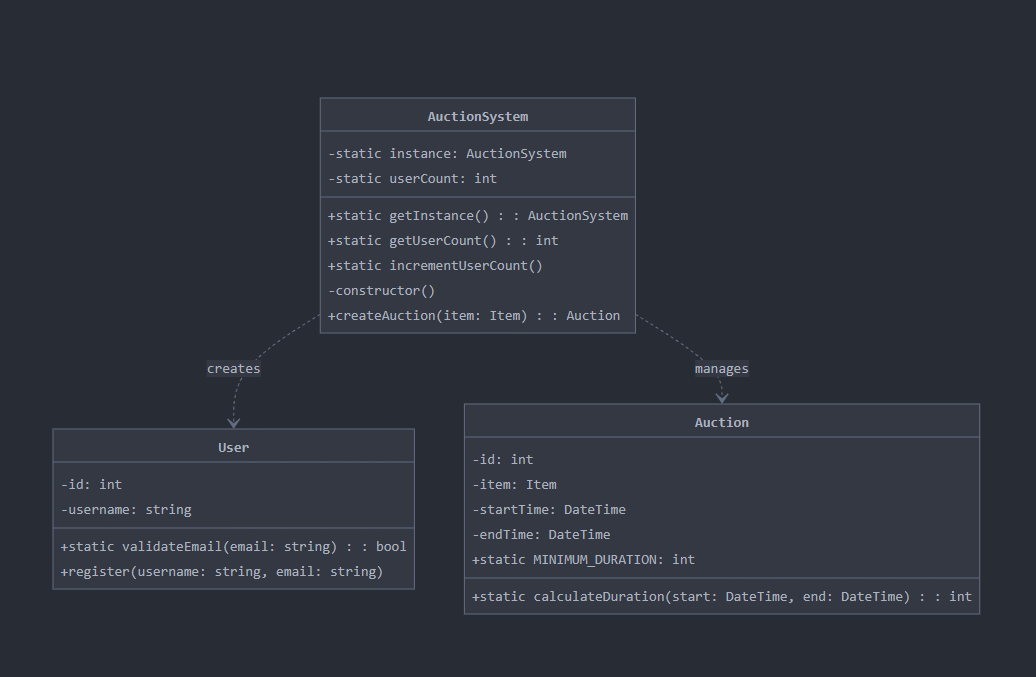 AuctionSystem
-static instance: AuctionSystem
-static userCount: int
+static getInstance() : : AuctionSystem
+static getUserCount() : : int
+static incrementUserCount()
-constructor()
+createAuction(item: Item) : : Auction
creates
manages
User
-id: int
-username: string
+static validateEmail(email: string) : : bool
+register(username: string, email: string)
Auction
-id: int
-item: Item
-startTime: DateTime
-endTime: DateTime
+static MINIMUM_DURATION: int
+static calculateDuration(start: DateTime, end: DateTime) : : int